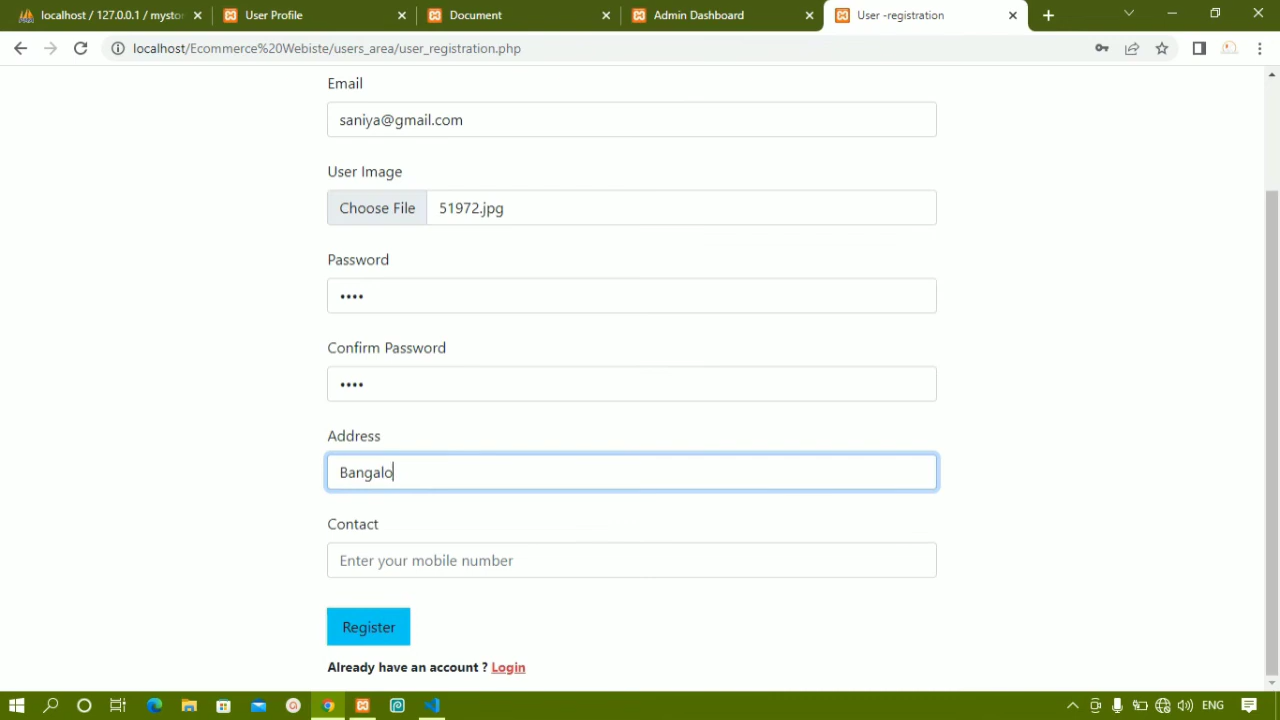 localhost / 127.0.0.1 / mystor
User Profile
Document
Admin Dashboard
User -registration
localhost/Ecommerce%20Webiste/users_area/user_registration.php
Email
saniya@gmail.com
User Image
Choose File 51972.jpg
Password
••••
Confirm Password
••••
Address
Bangalo
Contact
Enter your mobile number
Register
Already have an account ? Login
ENG